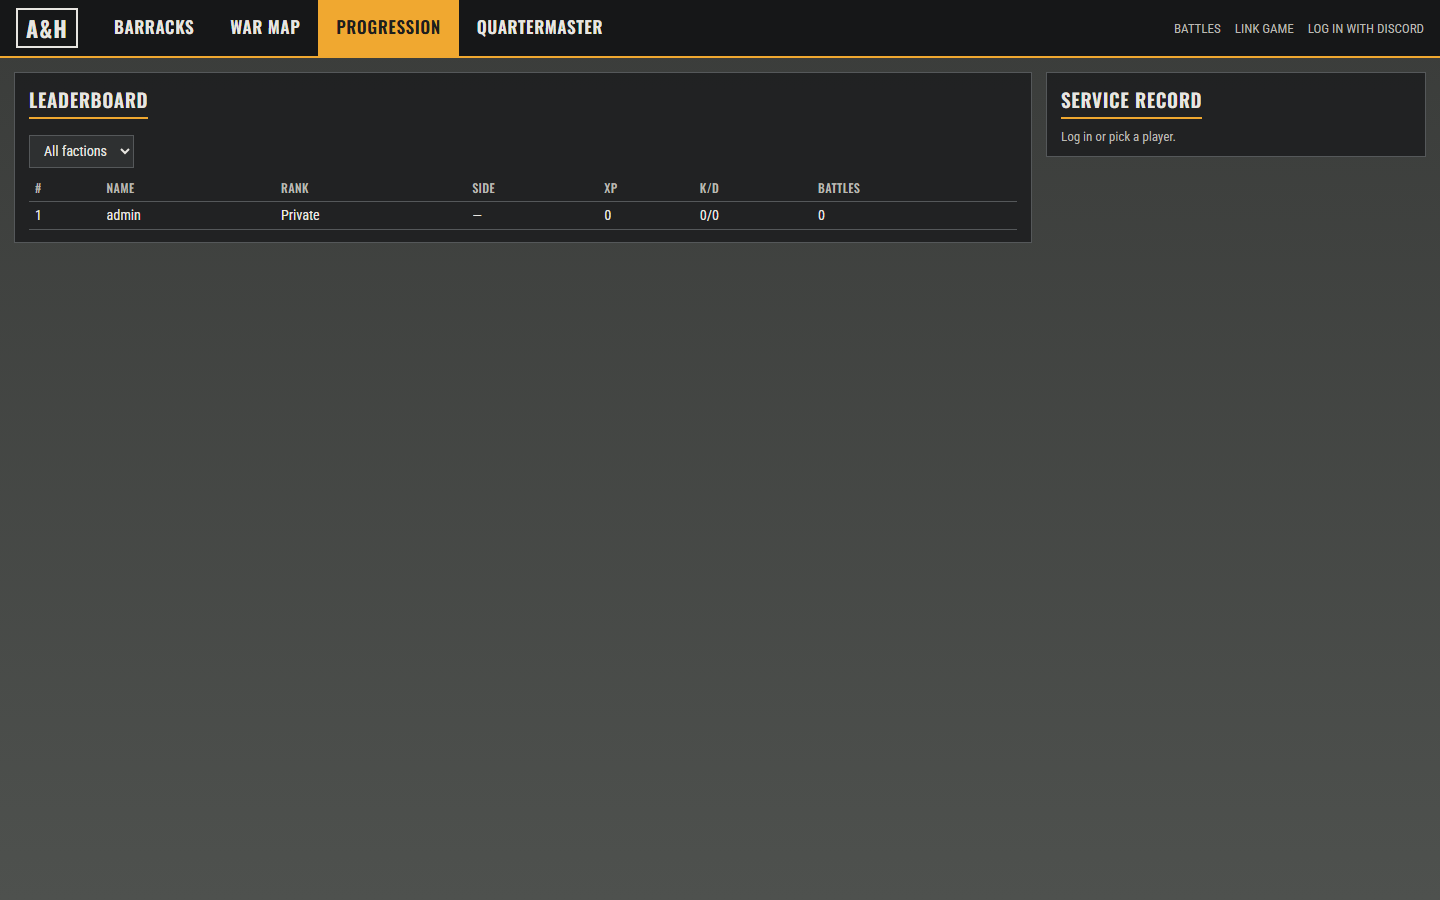 A&H BARRACKS WAR MAP PROGRESSION QUARTERMASTER BATTLES LINK GAME LOG IN WITH DISCORD
LEADERBOARD
All factions
# NAME RANK SIDE XP K/D BATTLES
1 admin Private — 0 0/0 0
SERVICE RECORD
Log in or pick a player.